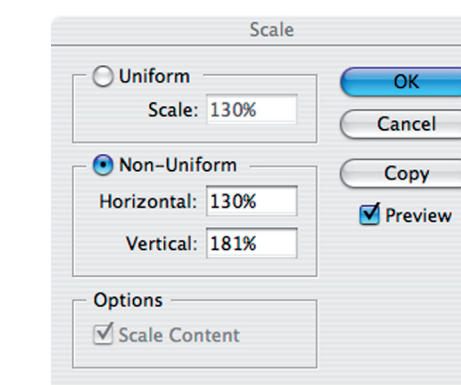 Scale
Uniform
Scale: 130%
Non-Uniform
Horizontal: 130%
Vertical: 181%
Options
Scale Content
OK
Cancel
Copy
Preview